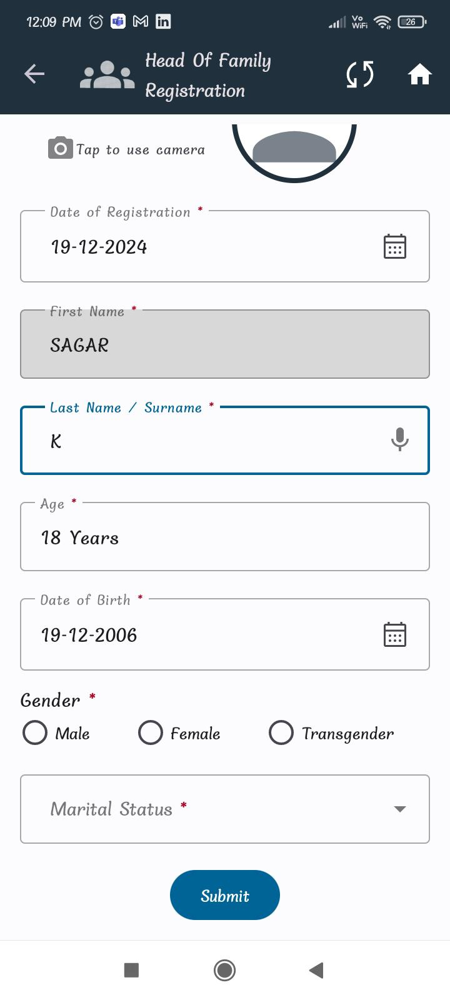 12:09 PM
Vo
WiFi
26
Head Of Family
Registration
Tap to use camera
Date of Registration *
19-12-2024
First Name *
SAGAR
Last Name / Surname *
K
Age *
18 Years
Date of Birth *
19-12-2006
Gender *
Male Female Transgender
Marital Status *
Submit